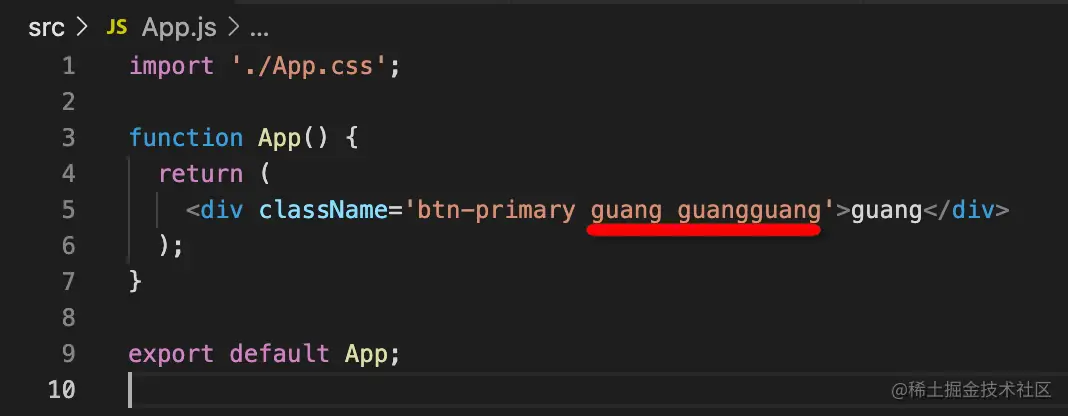 src > JS App.js > ...
1 import './App.css';
2
3 function App() {
4 return (
5 <div className='btn-primary guang guangguang'>guang</div>
6 );
7 }
8
9 export default App;
10
@稀土掘金技术社区